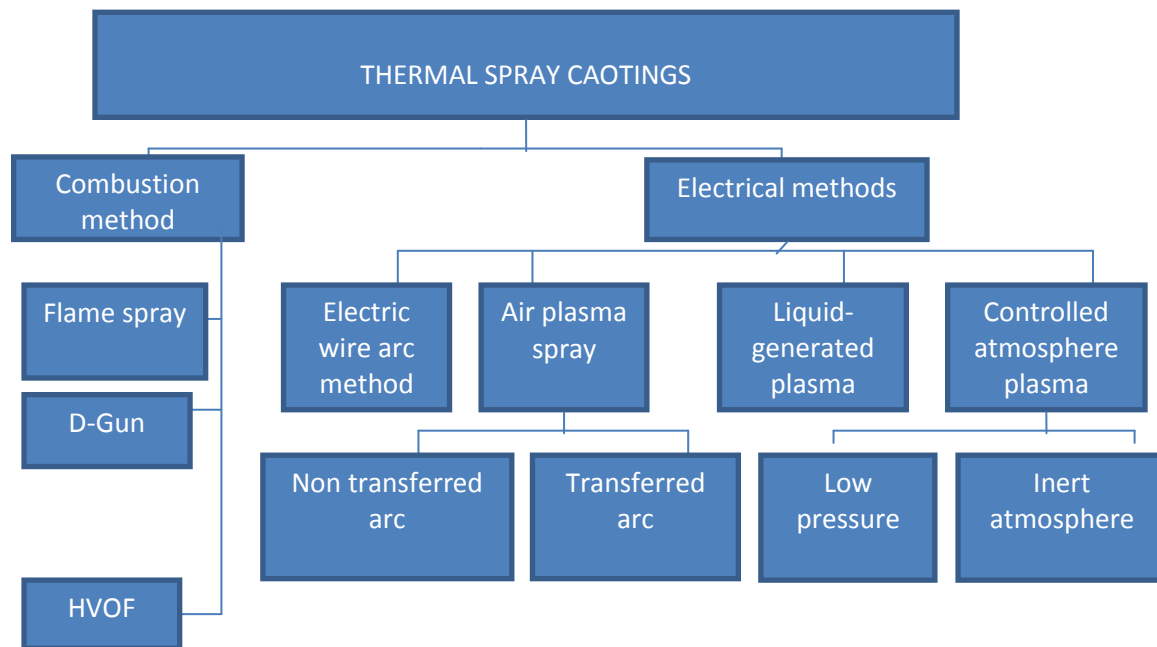 THERMAL SPRAY CAOTINGS
Combustion
method
Electrical methods
Flame spray
D-Gun
HVOF
Electric
wire arc
method
Air plasma
spray
Liquid-
generated
plasma
Controlled
atmosphere
plasma
Non transferred
arc
Transferred
arc
Low
pressure
Inert
atmosphere